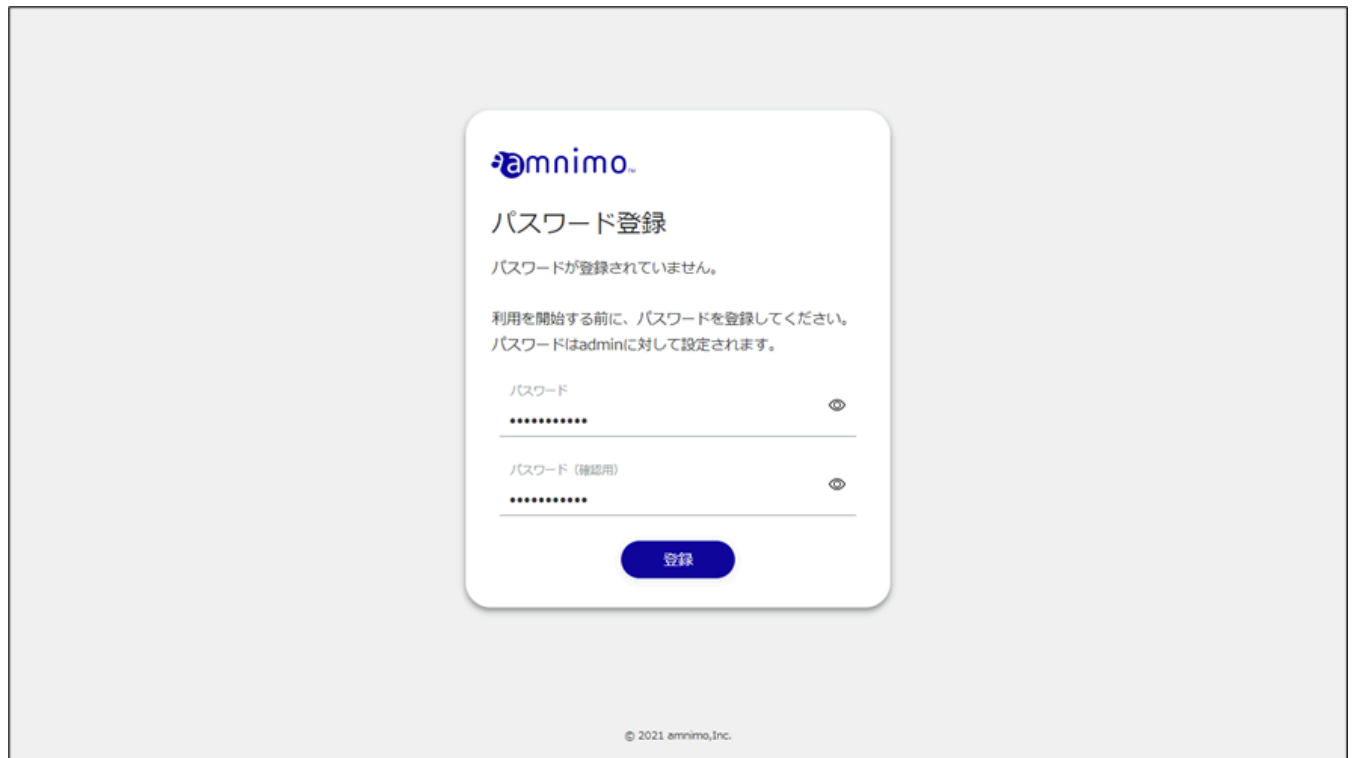 amnimo™
パスワード登録
パスワードが登録されていません。
利用を開始する前に、パスワードを登録してください。
パスワードはadminに対して設定されます。
パスワード
•••••••••••
パスワード（確認用）
•••••••••••
登録
© 2021 amnimo,Inc.